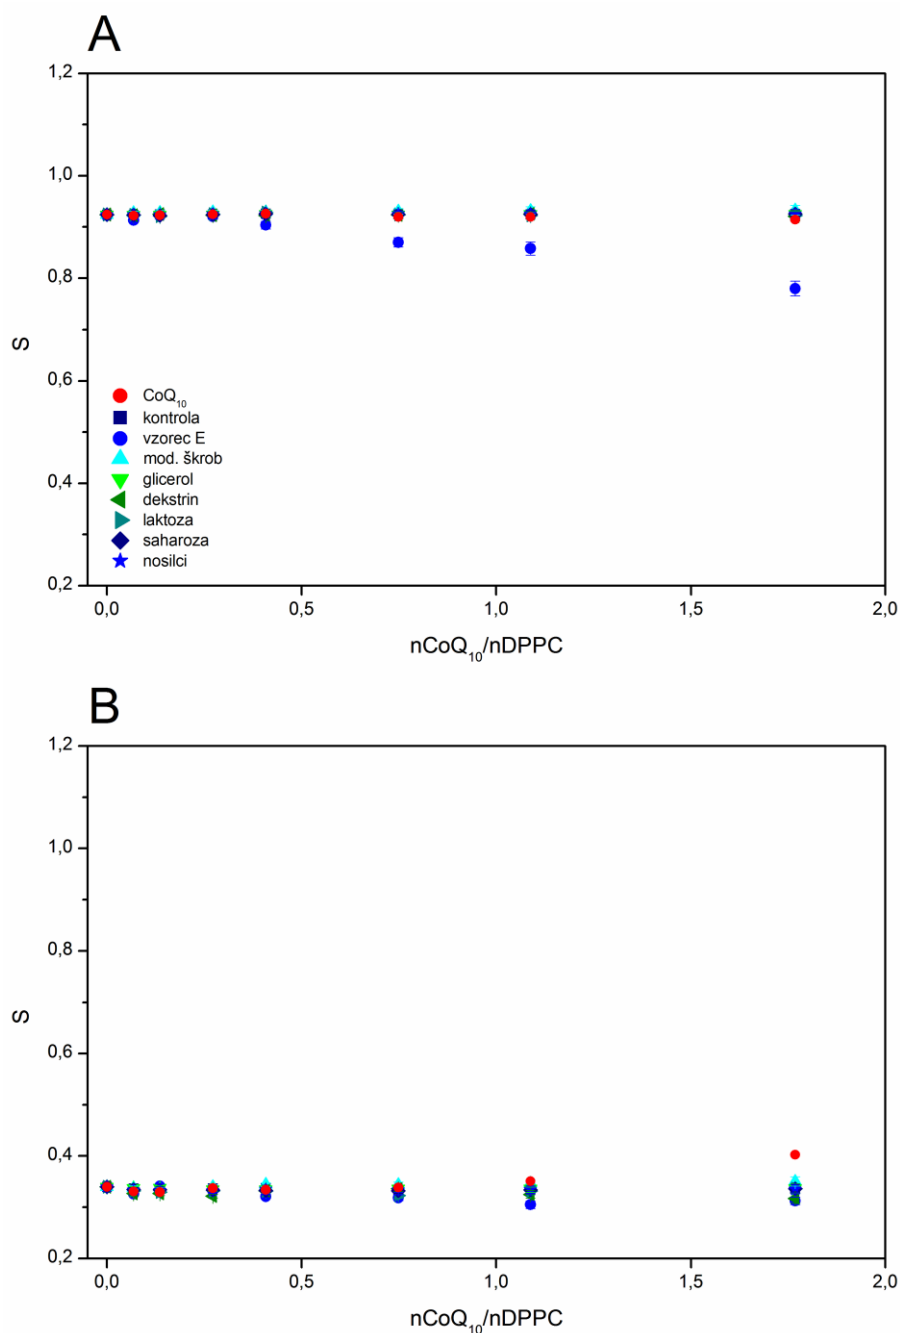 A
1,2
1,0
0,8
0,6
0,4
0,2
S
CoQ₁₀
kontrola
vzorec E
mod. škrob
glicerol
dekstrin
laktoza
saharoza
nosilci
0,0 0,5 1,0 1,5 2,0
nCoQ₁₀/nDPPC
B
1,2
1,0
0,8
0,6
0,4
0,2
S
0,0 0,5 1,0 1,5 2,0
nCoQ₁₀/nDPPC